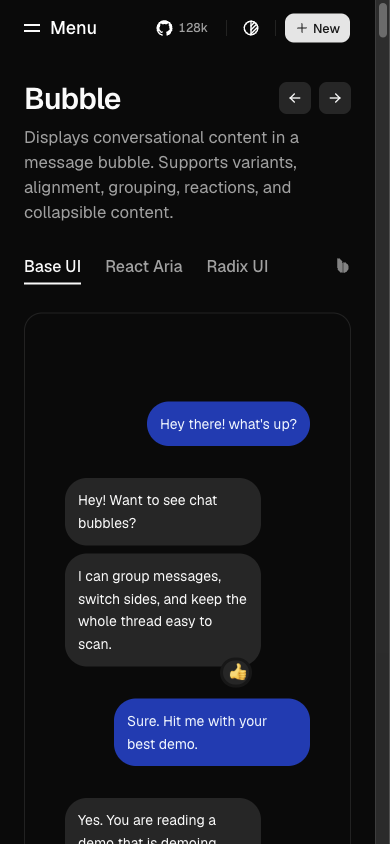 Menu 128k + New
Bubble
Displays conversational content in a
message bubble. Supports variants,
alignment, grouping, reactions, and
collapsible content.
Base UI React Aria Radix UI
Hey there! what's up?
Hey! Want to see chat
bubbles?
I can group messages,
switch sides, and keep the
whole thread easy to
scan.
Sure. Hit me with your
best demo.
Yes. You are reading a
demo that is demoing